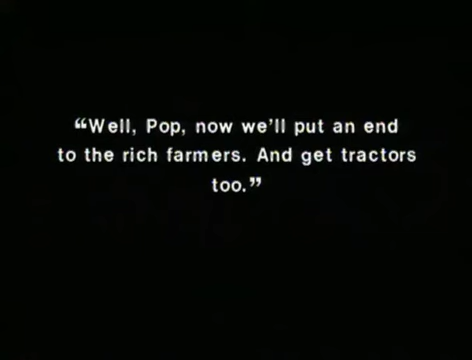 “Well, Pop, now we’ll put an end
to the rich farmers. And get tractors
too.”